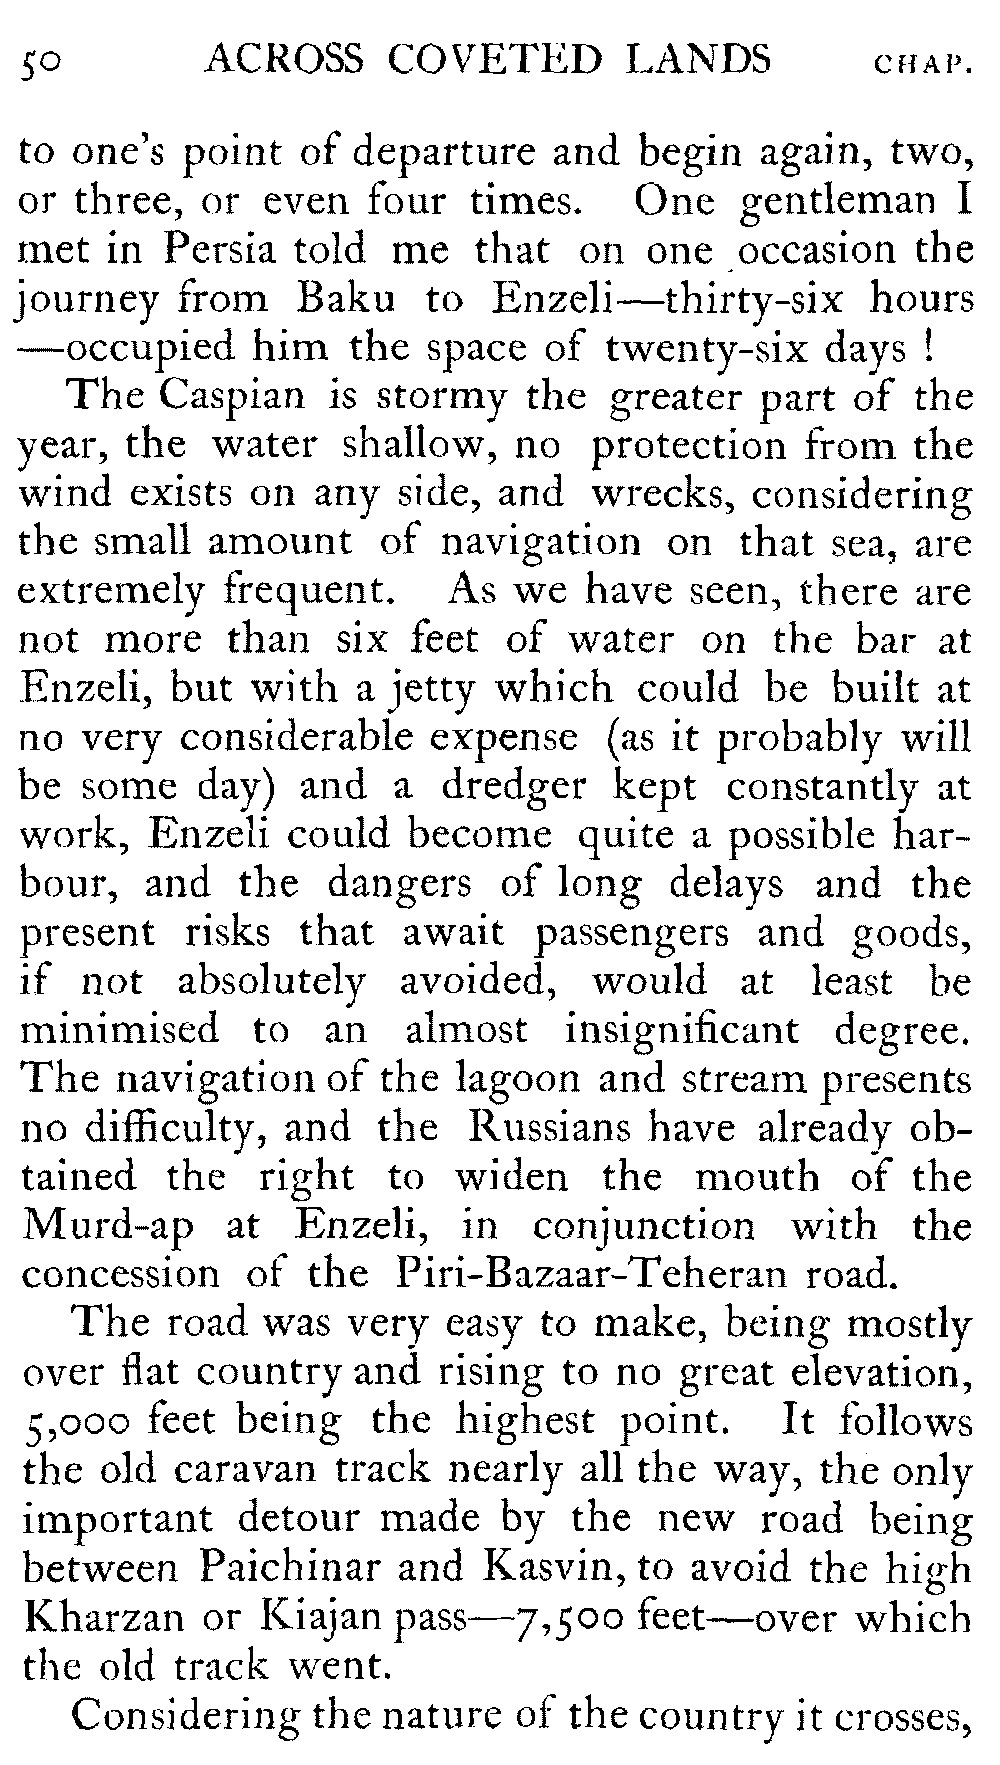 50 ACROSS COVETED LANDS CHAP.
to one's point of departure and begin again, two,
or three, or even four times. One gentleman I
met in Persia told me that on one occasion the
journey from Baku to Enzeli—thirty-six hours
—occupied him the space of twenty-six days !
The Caspian is stormy the greater part of the
year, the water shallow, no protection from the
wind exists on any side, and wrecks, considering
the small amount of navigation on that sea, are
extremely frequent. As we have seen, there are
not more than six feet of water on the bar at
Enzeli, but with a jetty which could be built at
no very considerable expense (as it probably will
be some day) and a dredger kept constantly at
work, Enzeli could become quite a possible har-
bour, and the dangers of long delays and the
present risks that await passengers and goods,
if not absolutely avoided, would at least be
minimised to an almost insignificant degree.
The navigation of the lagoon and stream presents
no difficulty, and the Russians have already ob-
tained the right to widen the mouth of the
Murd-ap at Enzeli, in conjunction with the
concession of the Piri-Bazaar-Teheran road.
The road was very easy to make, being mostly
over flat country and rising to no great elevation,
5,000 feet being the highest point. It follows
the old caravan track nearly all the way, the only
important detour made by the new road being
between Paichinar and Kasvin, to avoid the high
Kharzan or Kiajan pass—7,500 feet—over which
the old track went.
Considering the nature of the country it crosses,